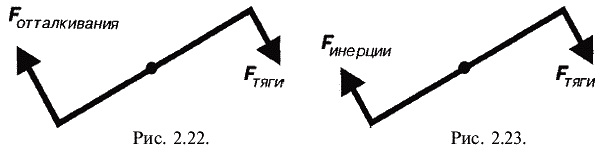 Fотталкивания
Fтяги.
Рис. 2.22.
Fинерции
Fтяги
Рис. 2.23.